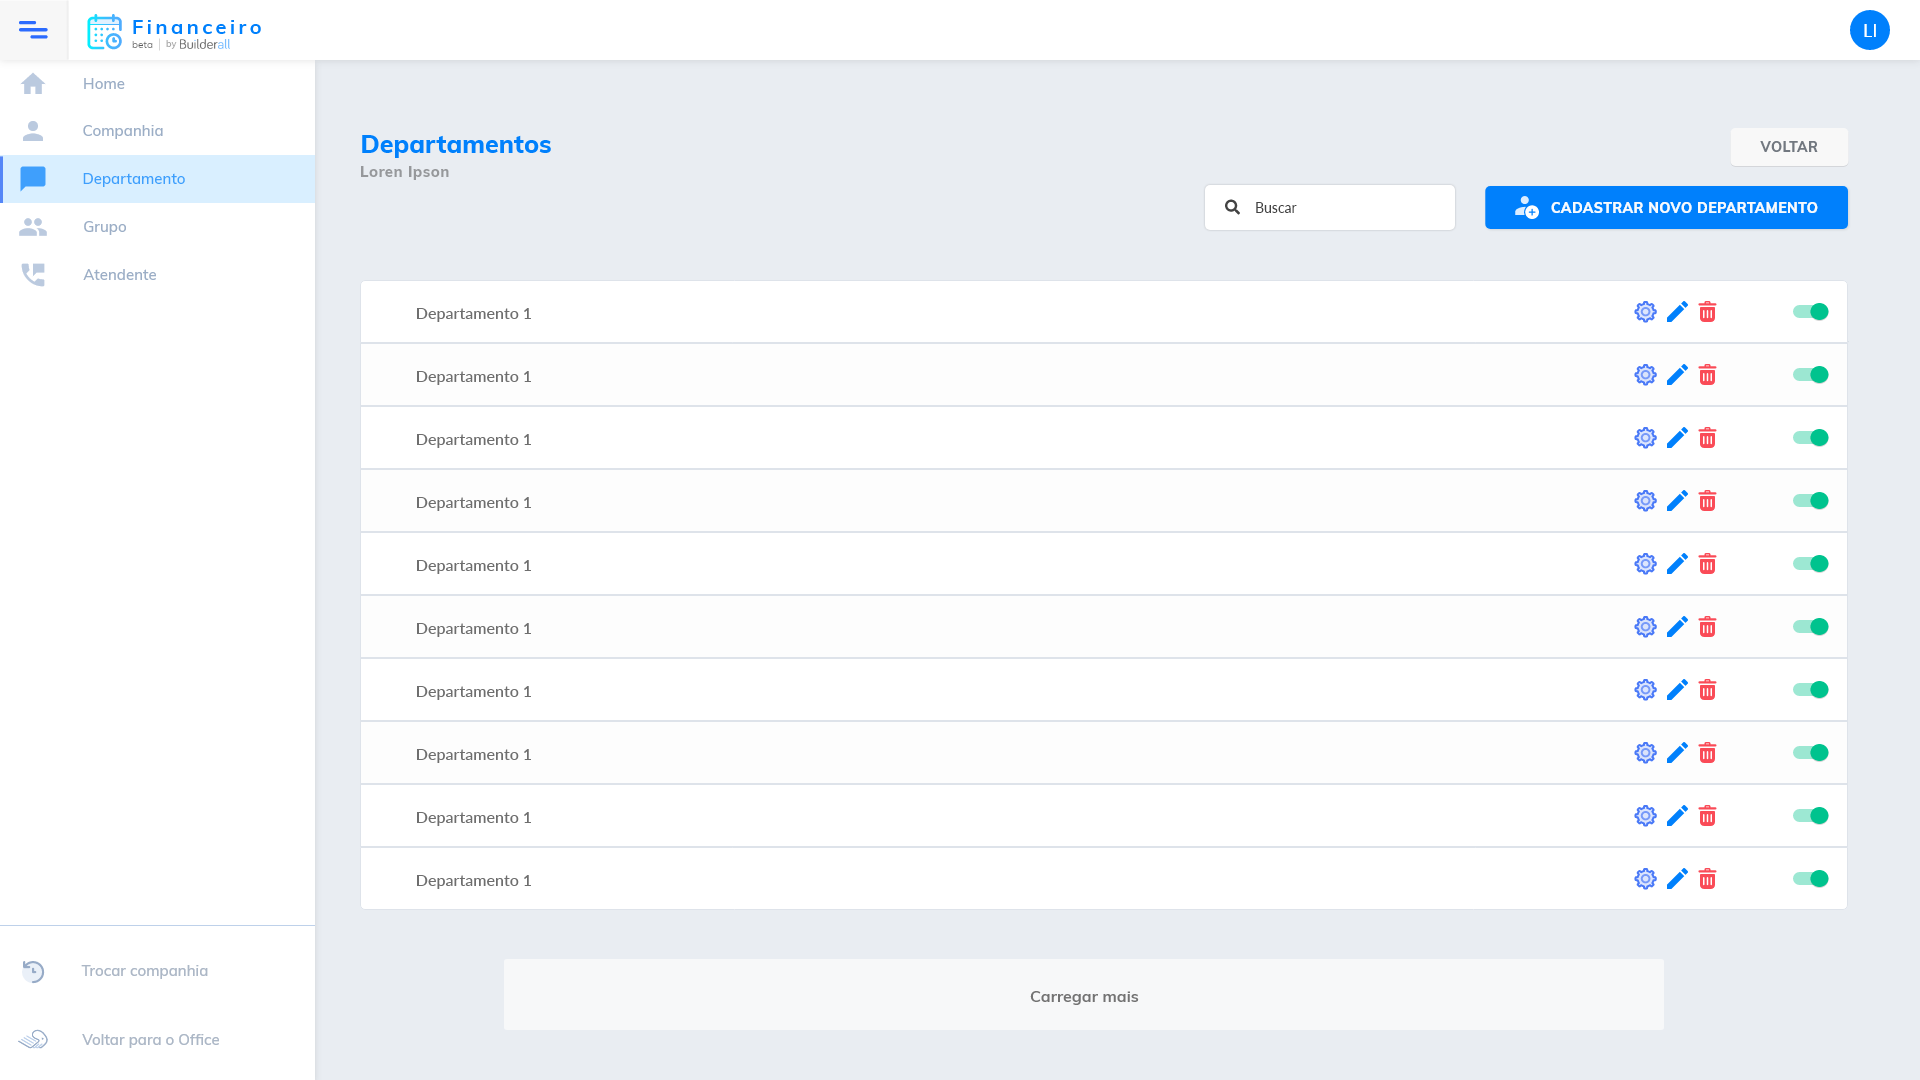 Financeiro
beta | by Builderall
LI
Home
Companhia
Departamento
Grupo
Atendente
Trocar companhia
Voltar para o Office
Departamentos
Loren Ipson
VOLTAR
Buscar
CADASTRAR NOVO DEPARTAMENTO
Departamento 1
Departamento 1
Departamento 1
Departamento 1
Departamento 1
Departamento 1
Departamento 1
Departamento 1
Departamento 1
Departamento 1
Carregar mais